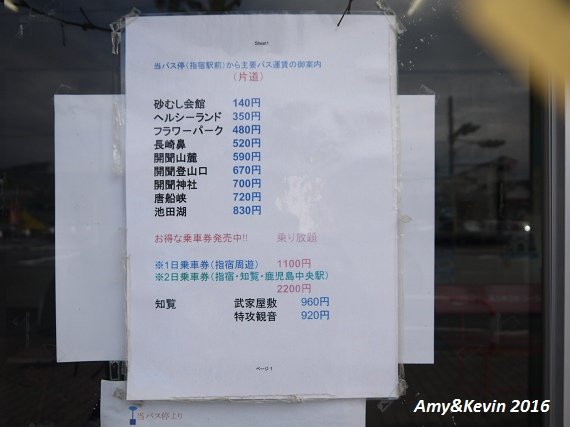 Sheet1
当バス停(指宿駅前)から主要バス運賃の御案内
(片道)
砂むし会館 140円
ヘルシーランド 350円
フラワーパーク 480円
長崎鼻 520円
開聞山麓 590円
開聞登山口 670円
開聞神社 700円
唐船峡 720円
池田湖 830円
お得な乗車券発売中!! 乗り放題
※1日乗車券(指宿周遊) 1100円
※2日乗車券(指宿・知覧・鹿児島中央駅)
2200円
知覧 武家屋敷 960円
特攻観音 920円
ページ 1
当バス停より
Amy&Kevin 2016